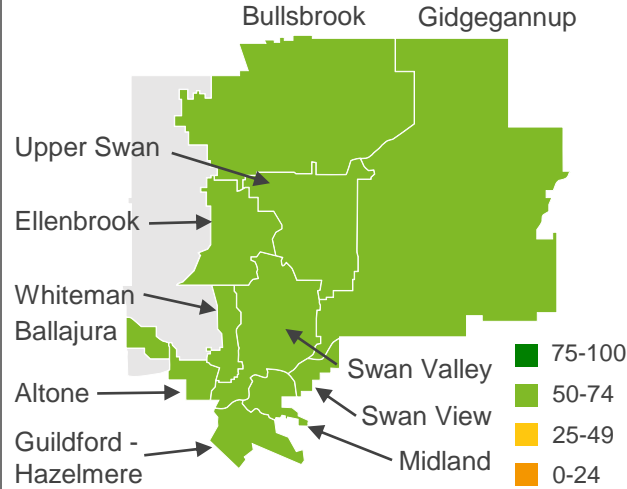 Bullsbrook
Gidgegannup
Upper Swan
Ellenbrook
Whiteman
Ballajura
Altone
Guildford -
Hazelmere
Swan Valley
Swan View
Midland
75-100
50-74
25-49
0-24